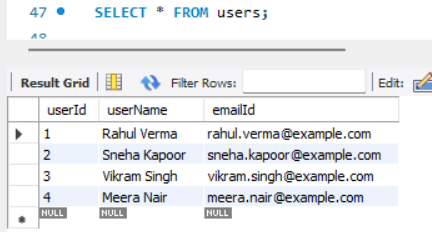 47 SELECT * FROM users;
48
Result Grid Filter Rows: Edit:
userId userName emailId
1 Rahul Verma rahul.verma@example.com
2 Sneha Kapoor sneha.kapoor@example.com
3 Vikram Singh vikram.singh@example.com
4 Meera Nair meera.nair@example.com
NULL NULL NULL